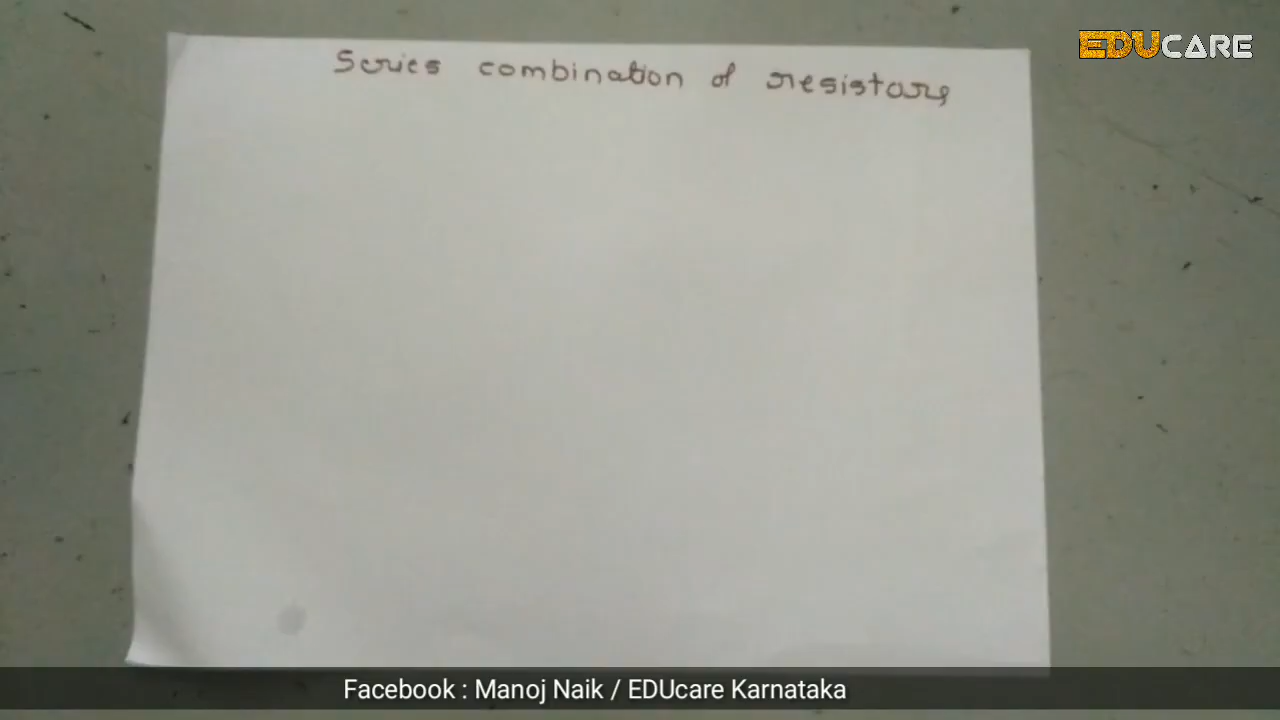 EDUCARE
Series combination of resistors
Facebook : Manoj Naik / EDUcare Karnataka